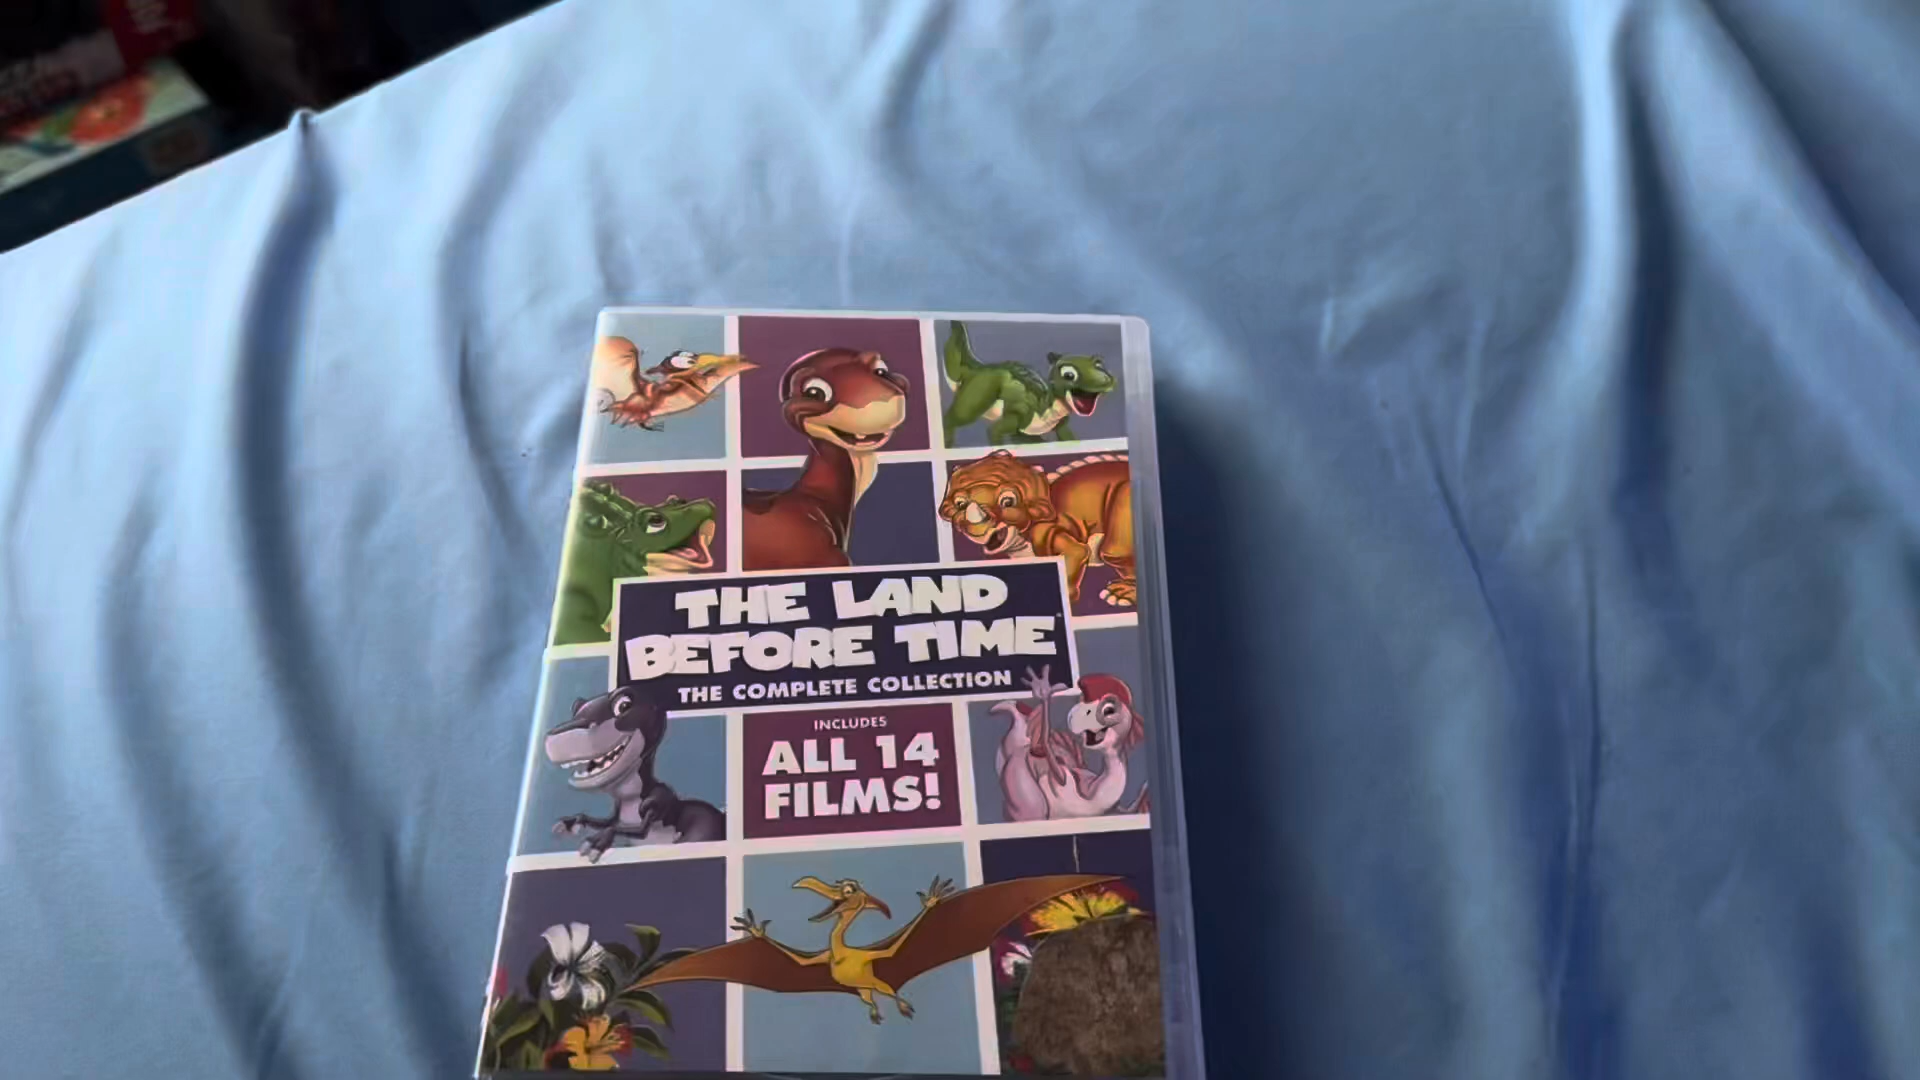 THE LAND
BEFORE TIME
THE COMPLETE COLLECTION
INCLUDES
ALL 14
FILMS!